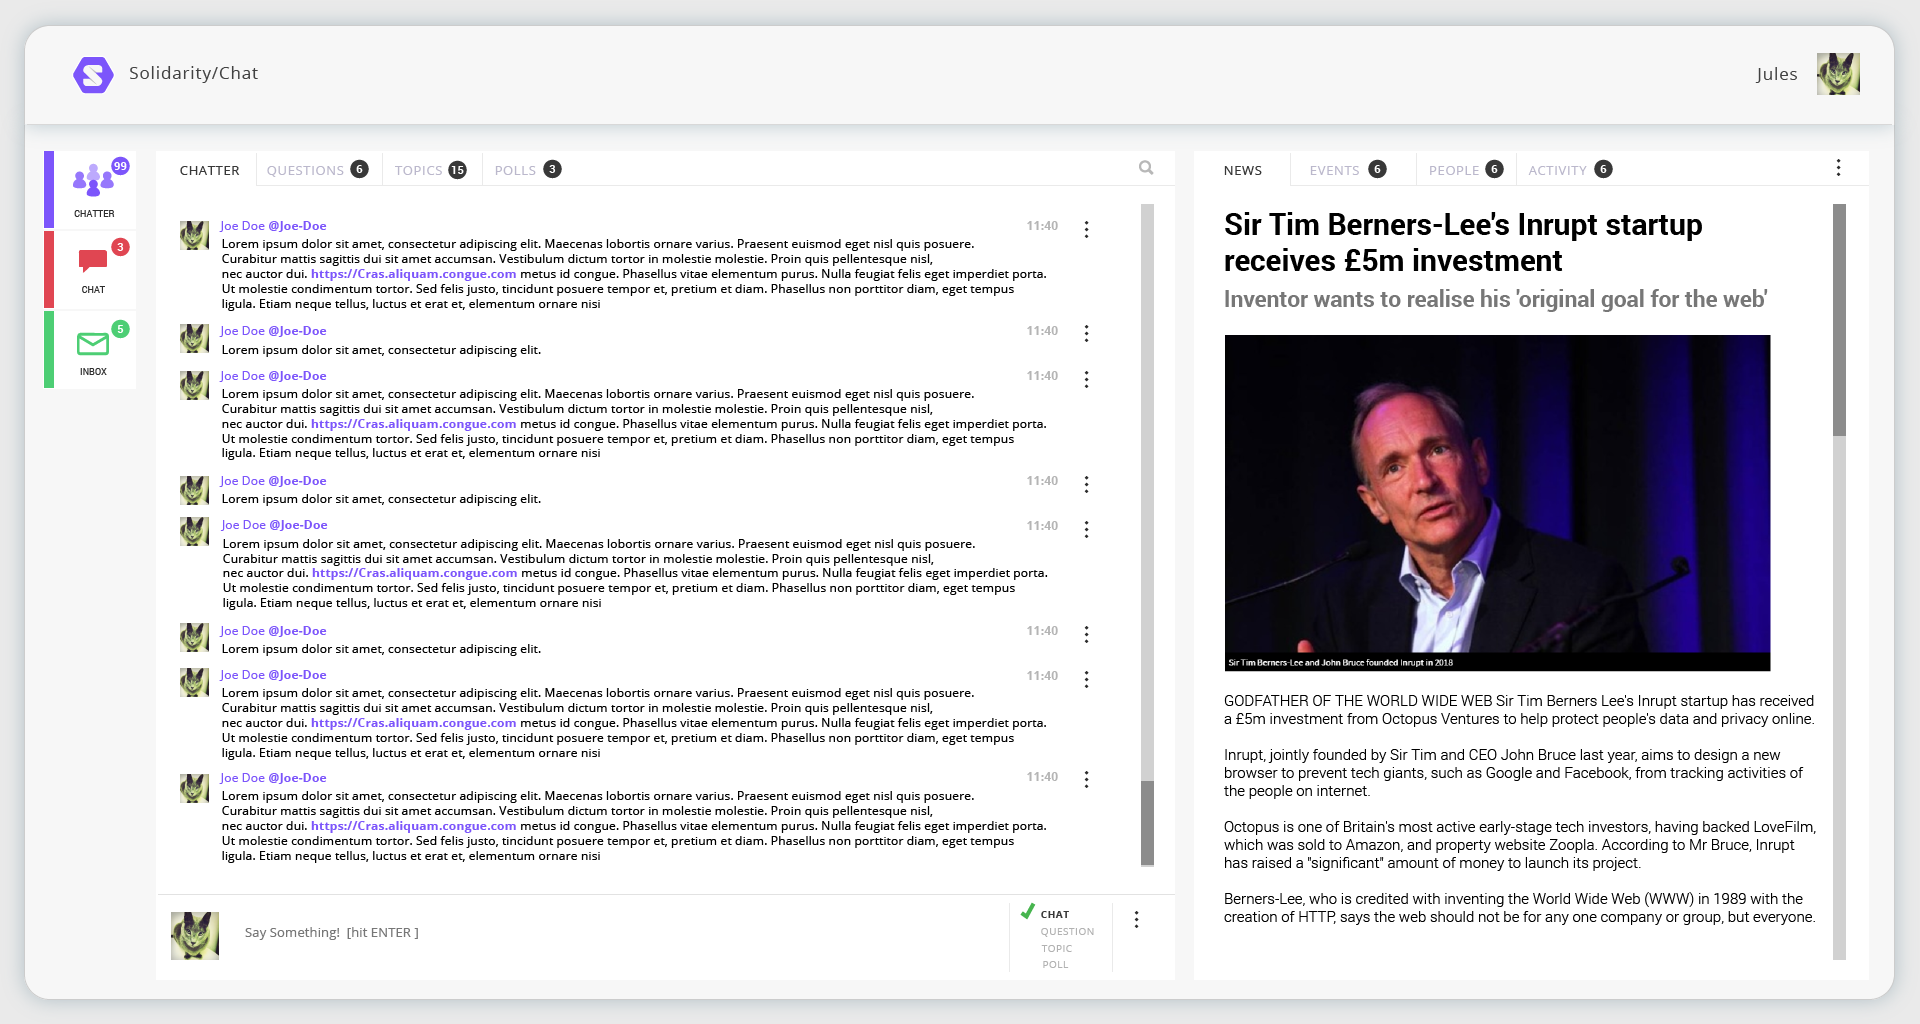 Solidarity/Chat
Jules
99
CHATTER
3
CHAT
5
INBOX
CHATTER
QUESTIONS 6
TOPICS 15
POLLS 3
Joe Doe @Joe-Doe 11:40
Lorem ipsum dolor sit amet, consectetur adipiscing elit. Maecenas lobortis ornare varius. Praesent euismod eget nisl quis posuere.
Curabitur mattis sagittis dui sit amet accumsan. Vestibulum dictum tortor in molestie molestie. Proin quis pellentesque nisl,
nec auctor dui. https://Cras.aliquam.congue.com metus id congue. Phasellus vitae elementum purus. Nulla feugiat felis eget imperdiet porta.
Ut molestie condimentum tortor. Sed felis justo, tincidunt posuere tempor et, pretium et diam. Phasellus non porttitor diam, eget tempus
ligula. Etiam neque tellus, luctus et erat et, elementum ornare nisi
Joe Doe @Joe-Doe 11:40
Lorem ipsum dolor sit amet, consectetur adipiscing elit.
Joe Doe @Joe-Doe 11:40
Lorem ipsum dolor sit amet, consectetur adipiscing elit. Maecenas lobortis ornare varius. Praesent euismod eget nisl quis posuere.
Curabitur mattis sagittis dui sit amet accumsan. Vestibulum dictum tortor in molestie molestie. Proin quis pellentesque nisl,
nec auctor dui. https://Cras.aliquam.congue.com metus id congue. Phasellus vitae elementum purus. Nulla feugiat felis eget imperdiet porta.
Ut molestie condimentum tortor. Sed felis justo, tincidunt posuere tempor et, pretium et diam. Phasellus non porttitor diam, eget tempus
ligula. Etiam neque tellus, luctus et erat et, elementum ornare nisi
Joe Doe @Joe-Doe 11:40
Lorem ipsum dolor sit amet, consectetur adipiscing elit.
Joe Doe @Joe-Doe 11:40
Lorem ipsum dolor sit amet, consectetur adipiscing elit. Maecenas lobortis ornare varius. Praesent euismod eget nisl quis posuere.
Curabitur mattis sagittis dui sit amet accumsan. Vestibulum dictum tortor in molestie molestie. Proin quis pellentesque nisl,
nec auctor dui. https://Cras.aliquam.congue.com metus id congue. Phasellus vitae elementum purus. Nulla feugiat felis eget imperdiet porta.
Ut molestie condimentum tortor. Sed felis justo, tincidunt posuere tempor et, pretium et diam. Phasellus non porttitor diam, eget tempus
ligula. Etiam neque tellus, luctus et erat et, elementum ornare nisi
Joe Doe @Joe-Doe 11:40
Lorem ipsum dolor sit amet, consectetur adipiscing elit.
Joe Doe @Joe-Doe 11:40
Lorem ipsum dolor sit amet, consectetur adipiscing elit. Maecenas lobortis ornare varius. Praesent euismod eget nisl quis posuere.
Curabitur mattis sagittis dui sit amet accumsan. Vestibulum dictum tortor in molestie molestie. Proin quis pellentesque nisl,
nec auctor dui. https://Cras.aliquam.congue.com metus id congue. Phasellus vitae elementum purus. Nulla feugiat felis eget imperdiet porta.
Ut molestie condimentum tortor. Sed felis justo, tincidunt posuere tempor et, pretium et diam. Phasellus non porttitor diam, eget tempus
ligula. Etiam neque tellus, luctus et erat et, elementum ornare nisi
Joe Doe @Joe-Doe 11:40
Lorem ipsum dolor sit amet, consectetur adipiscing elit. Maecenas lobortis ornare varius. Praesent euismod eget nisl quis posuere.
Curabitur mattis sagittis dui sit amet accumsan. Vestibulum dictum tortor in molestie molestie. Proin quis pellentesque nisl,
nec auctor dui. https://Cras.aliquam.congue.com metus id congue. Phasellus vitae elementum purus. Nulla feugiat felis eget imperdiet porta.
Ut molestie condimentum tortor. Sed felis justo, tincidunt posuere tempor et, pretium et diam. Phasellus non porttitor diam, eget tempus
ligula. Etiam neque tellus, luctus et erat et, elementum ornare nisi
Say Something! [hit ENTER ]
CHAT
QUESTION
TOPIC
POLL
NEWS
EVENTS 6
PEOPLE 6
ACTIVITY 6
Sir Tim Berners-Lee's Inrupt startup
receives £5m investment
Inventor wants to realise his 'original goal for the web'
Sir Tim Berners-Lee and John Bruce founded Inrupt in 2018
GODFATHER OF THE WORLD WIDE WEB Sir Tim Berners Lee's Inrupt startup has received
a £5m investment from Octopus Ventures to help protect people's data and privacy online.
Inrupt, jointly founded by Sir Tim and CEO John Bruce last year, aims to design a new
browser to prevent tech giants, such as Google and Facebook, from tracking activities of
the people on internet.
Octopus is one of Britain's most active early-stage tech investors, having backed LoveFilm,
which was sold to Amazon, and property website Zoopla. According to Mr Bruce, Inrupt
has raised a "significant" amount of money to launch its project.
Berners-Lee, who is credited with inventing the World Wide Web (WWW) in 1989 with the
creation of HTTP, says the web should not be for any one company or group, but everyone.